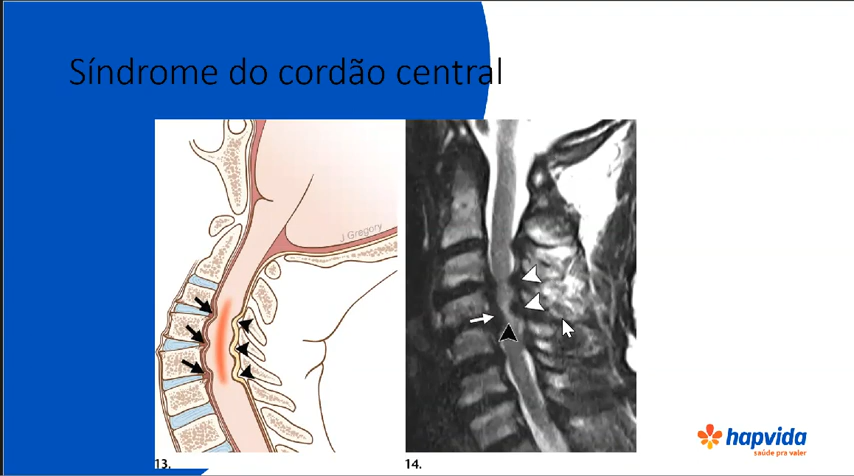 Síndrome do cordão central
J Gregory
13.
14.
hapvida
saúde pra valer